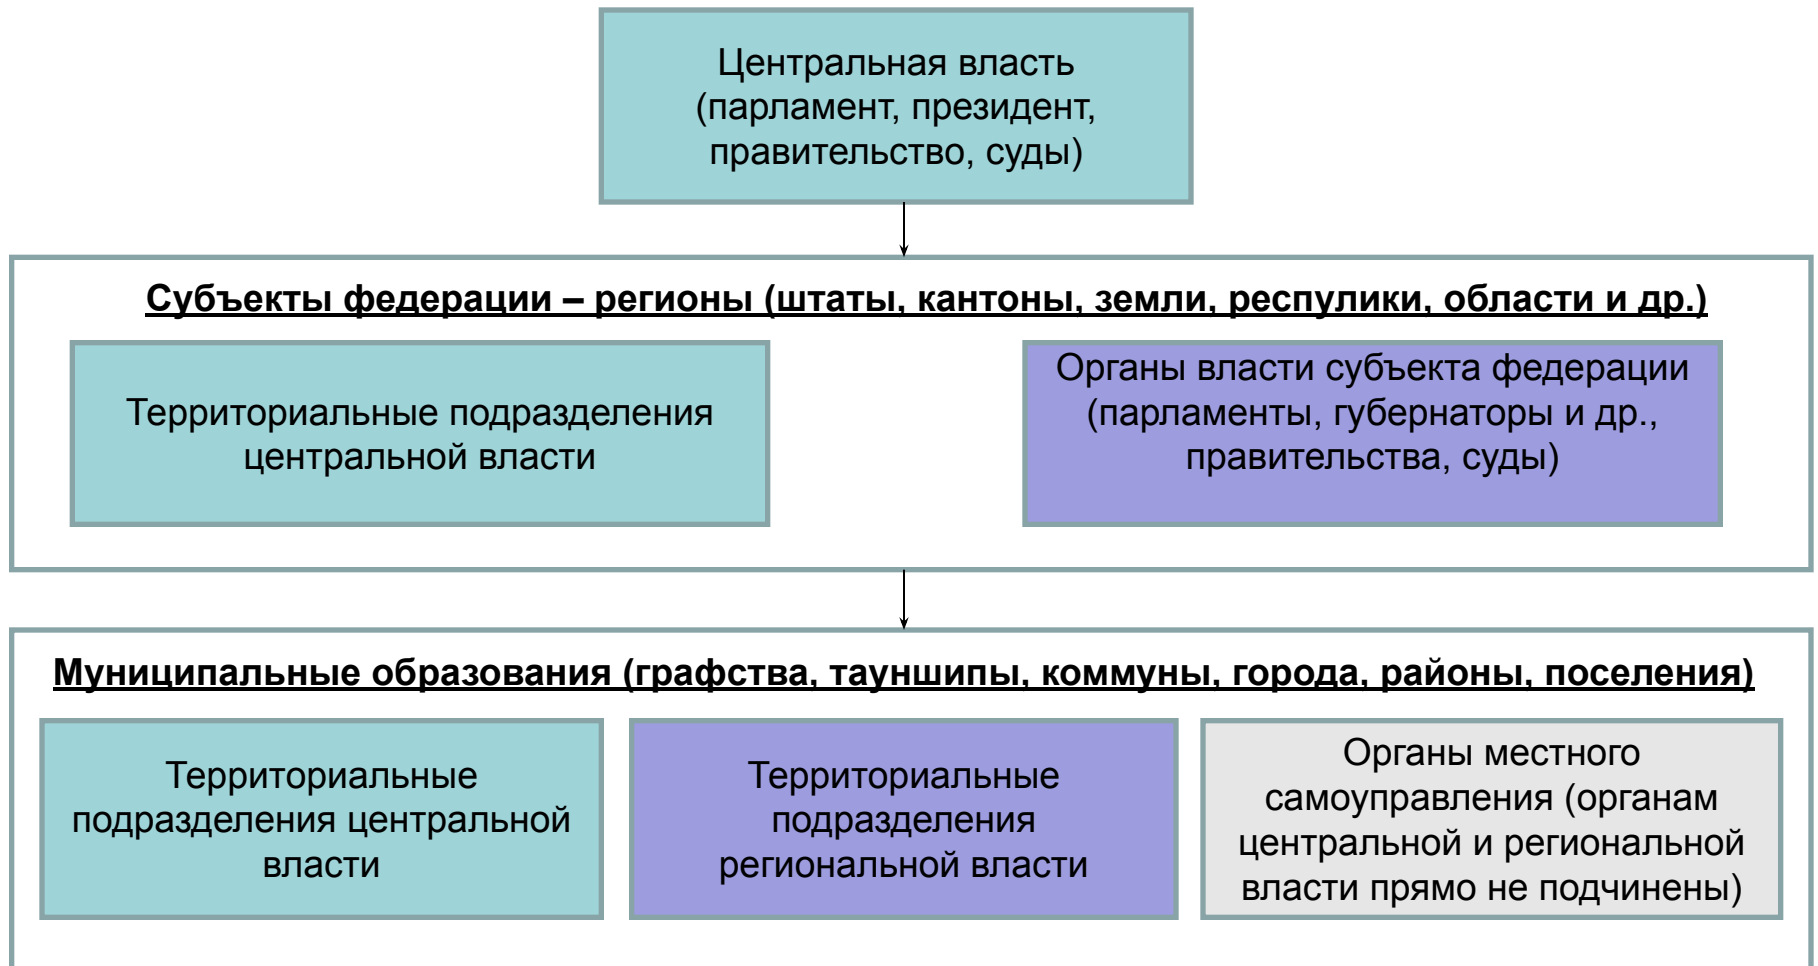 Центральная власть
(парламент, президент,
правительство, суды)
Субъекты федерации – регионы (штаты, кантоны, земли, респулики, области и др.)
Территориальные подразделения
центральной власти
Органы власти субъекта федерации
(парламенты, губернаторы и др.,
правительства, суды)
Муниципальные образования (графства, тауншипы, коммуны, города, районы, поселения)
Территориальные
подразделения центральной
власти
Территориальные
подразделения
региональной власти
Органы местного
самоуправления (органам
центральной и региональной
власти прямо не подчинены)